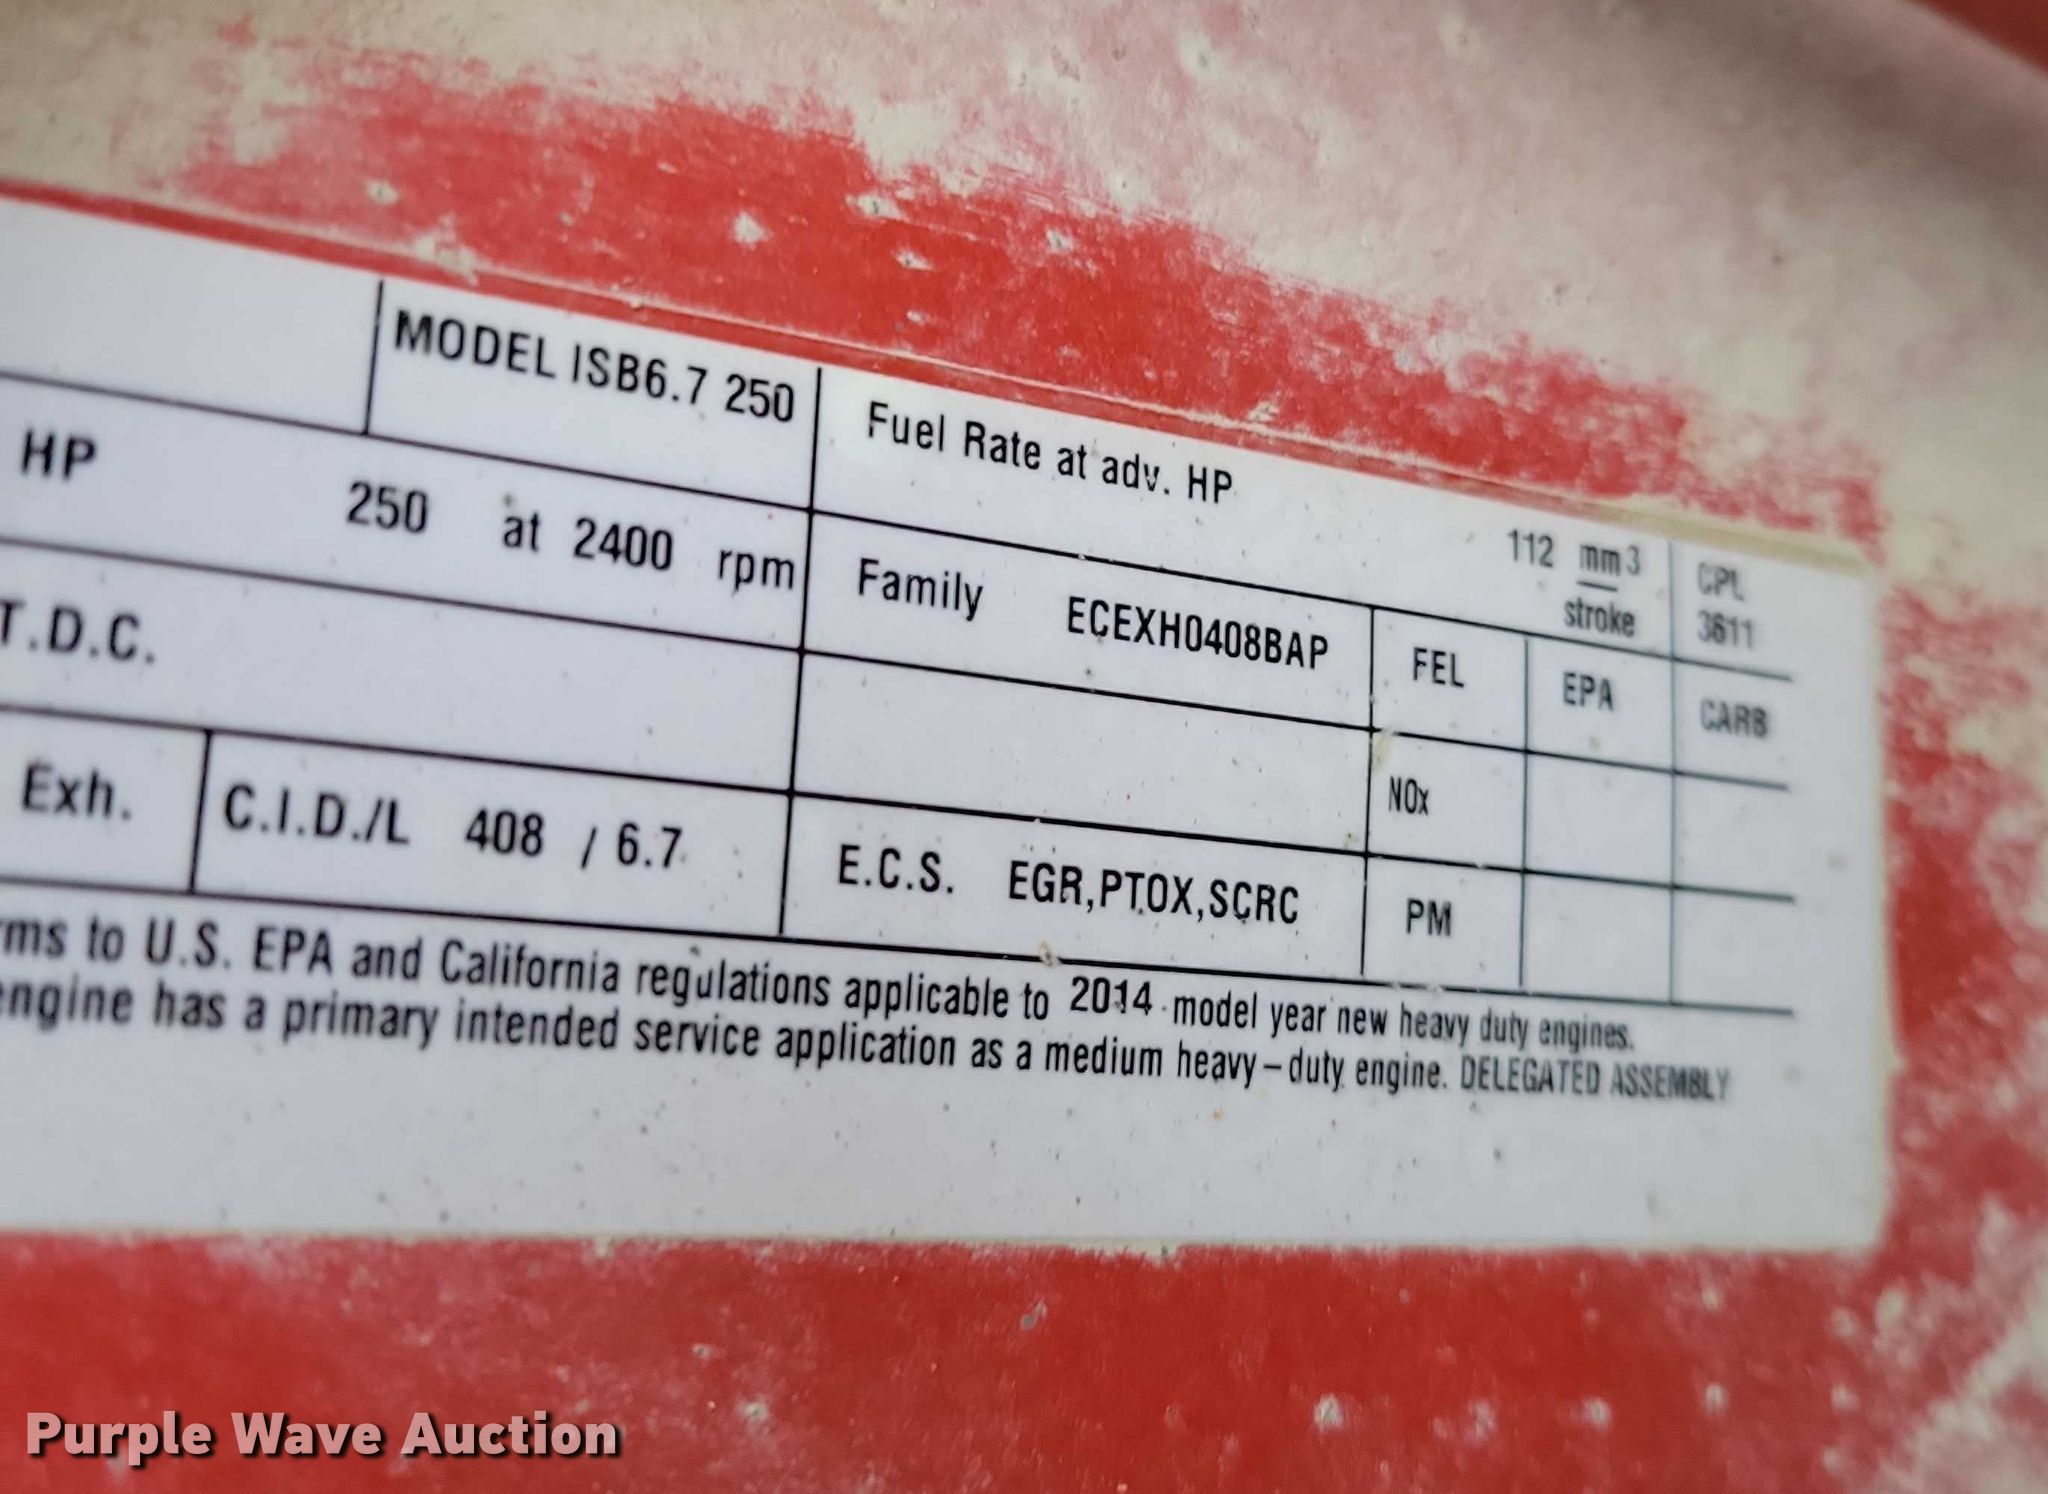 MODEL ISB6.7 250
Fuel Rate at adv. HP
112 mm3
stroke
CPL
3611
HP 250 at 2400 rpm
Family ECEXH0408BAP
FEL EPA CARB
T.D.C.
NOx
Exh. C.I.D./L 408 / 6.7
E.C.S. EGR,PTOX,SCRC
PM
rms to U.S. EPA and California regulations applicable to 2014 model year new heavy duty engines.
engine has a primary intended service application as a medium heavy-duty engine. DELEGATED ASSEMBLY
Purple Wave Auction